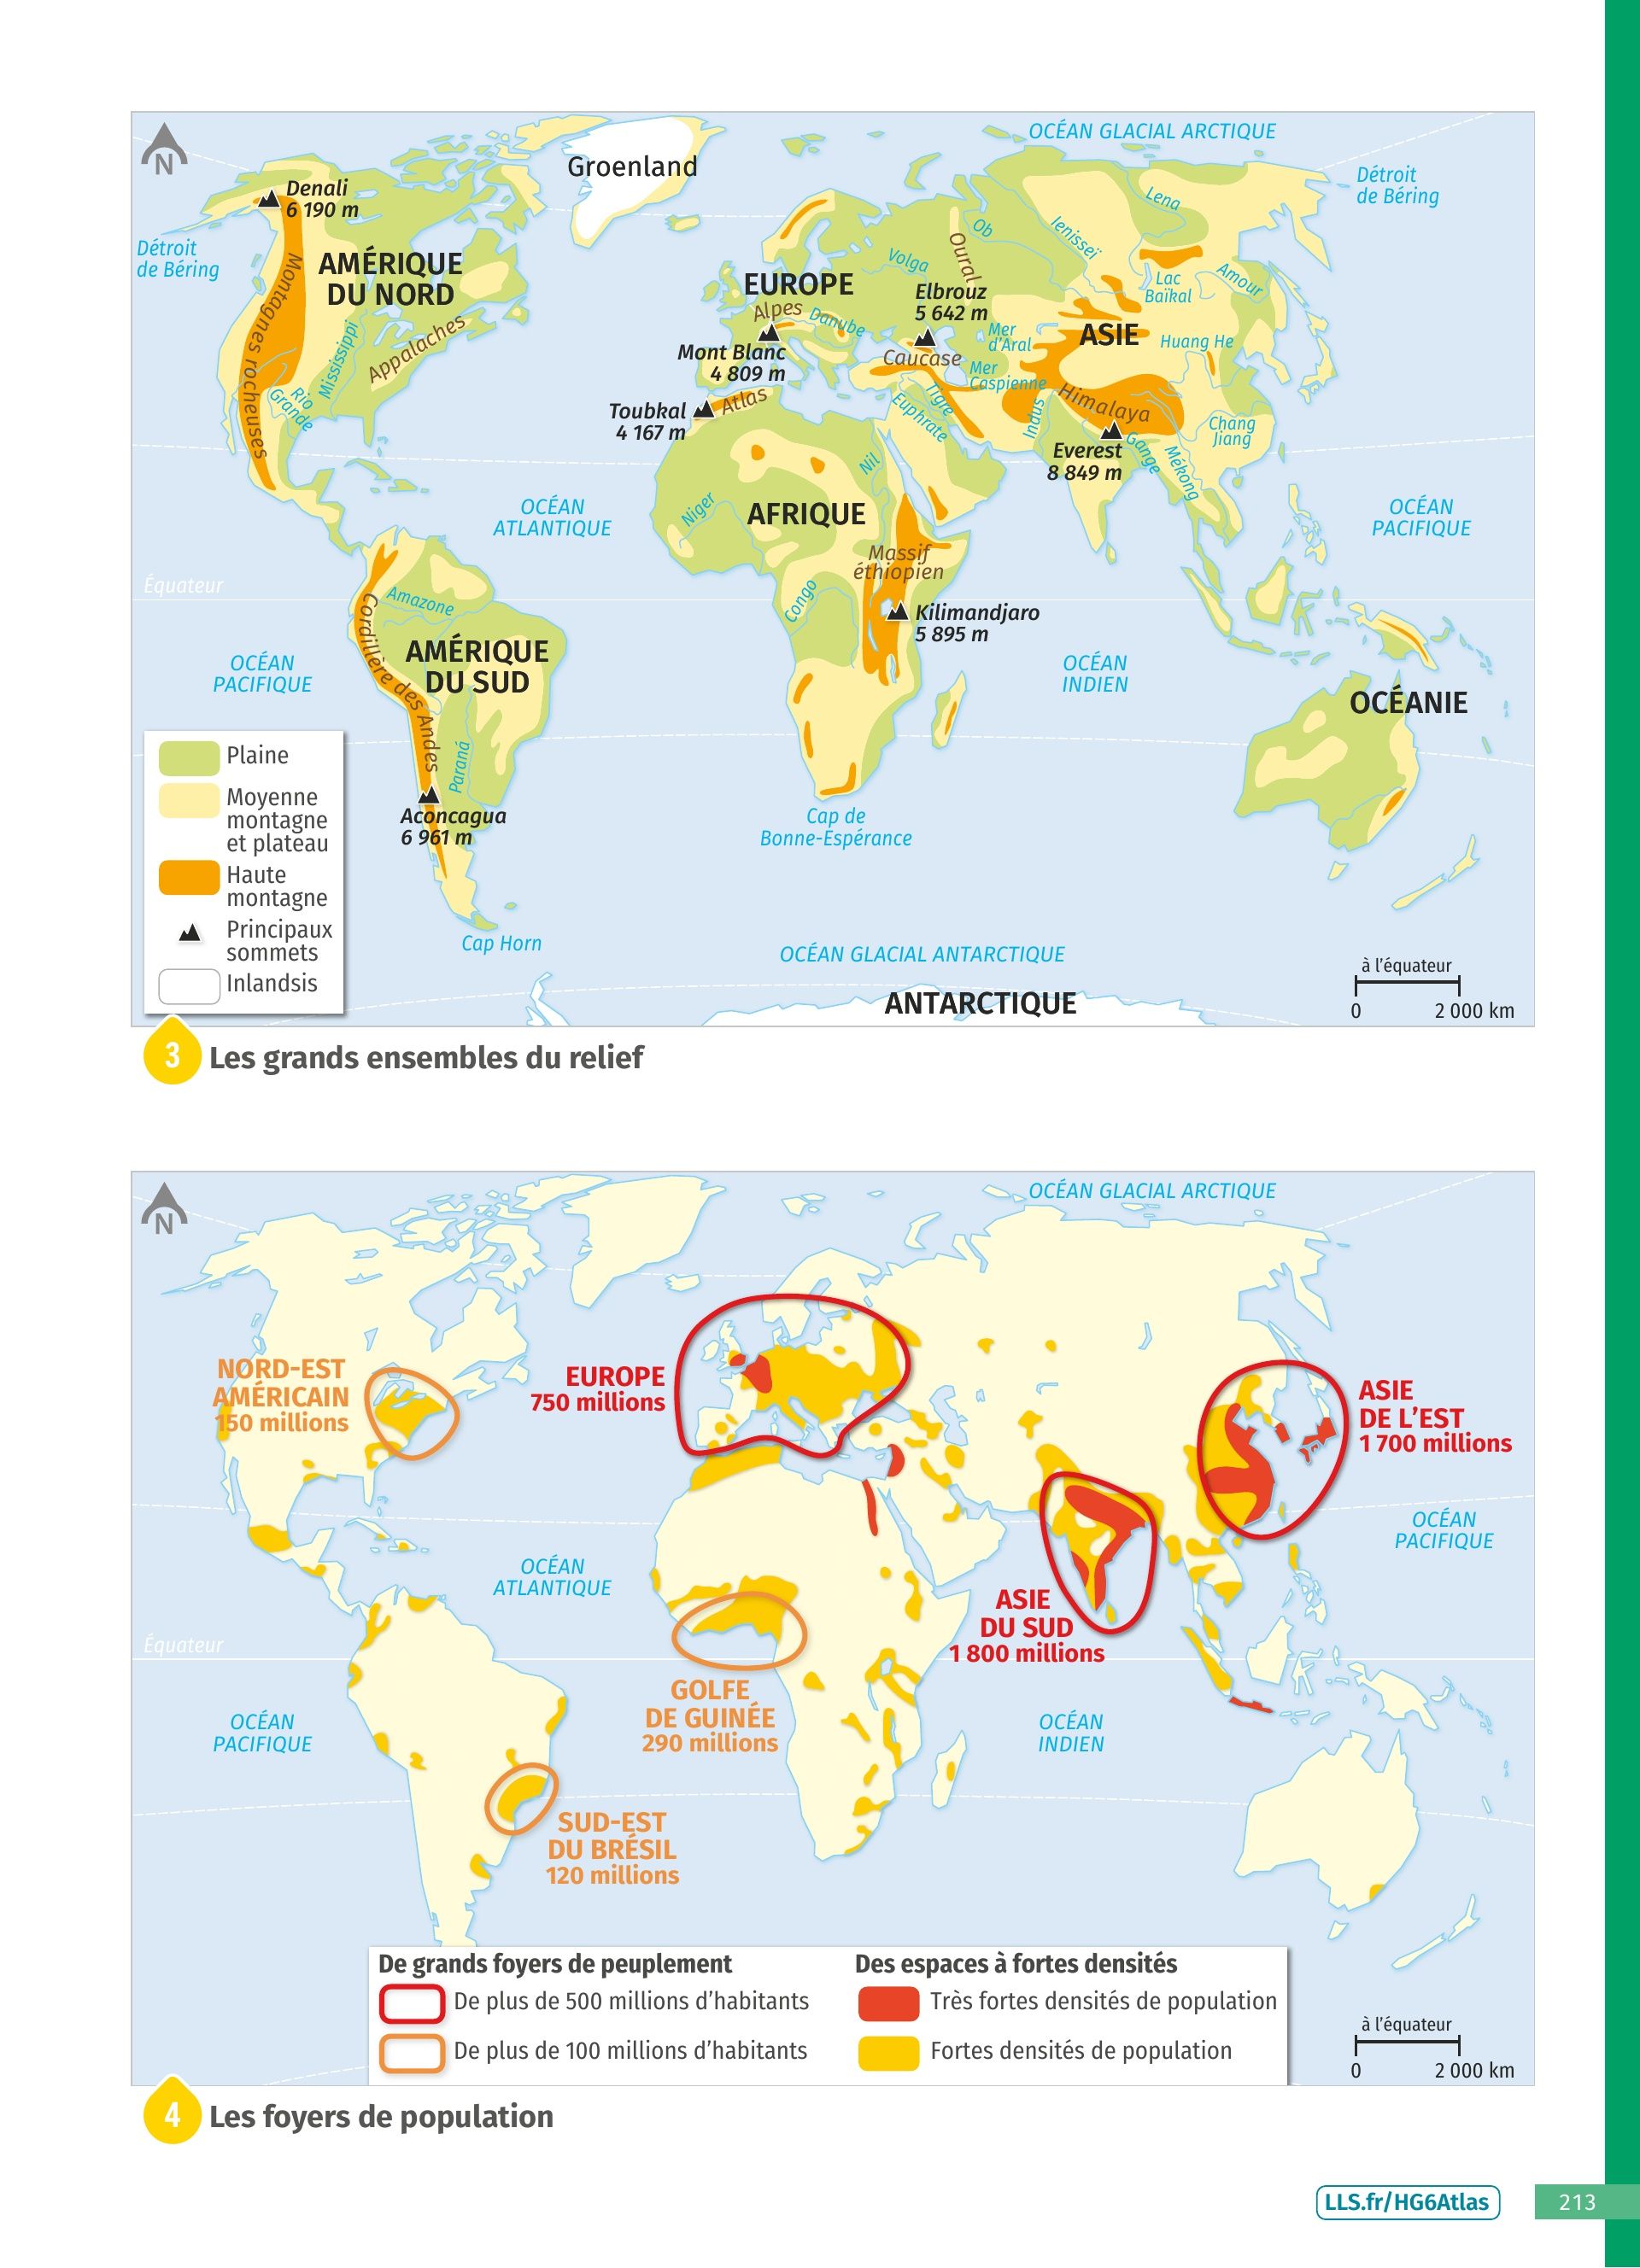 N
OCÉAN GLACIAL ARCTIQUE
Groenland
Détroit
de Béring
Denali
6 190 m
Détroit
de Béring
Montagnes rocheuses
AMÉRIQUE
DU NORD
Mississippi
Appalaches
Rio
Grande
EUROPE
Alpes
Danube
Mont Blanc
4 809 m
Volga
Oural
Ob
Ienisseï
Lena
Elbrouz
5 642 m
Caucase
Mer
d'Aral
Mer
Caspienne
ASIE
Lac
Baïkal
Amour
Huang He
Toubkal
4 167 m
Atlas
Tigre
Euphrate
Indus
Himalaya
Everest
8 849 m
Gange
Mékong
Chang
Jiang
OCÉAN
ATLANTIQUE
Niger
AFRIQUE
Nil
Massif
éthiopien
OCÉAN
PACIFIQUE
Équateur
Amazone
Congo
Kilimandjaro
5 895 m
Cordillère des Andes
AMÉRIQUE
DU SUD
OCÉAN
PACIFIQUE
OCÉAN
INDIEN
OCÉANIE
Paraná
Aconcagua
6 961 m
Cap de
Bonne-Espérance
Cap Horn
OCÉAN GLACIAL ANTARCTIQUE
ANTARCTIQUE
Plaine
Moyenne
montagne
et plateau
Haute
montagne
Principaux
sommets
Inlandsis
à l'équateur
0 2 000 km
3 Les grands ensembles du relief
N
OCÉAN GLACIAL ARCTIQUE
NORD-EST
AMÉRICAIN
150 millions
EUROPE
750 millions
ASIE
DE L'EST
1 700 millions
OCÉAN
PACIFIQUE
OCÉAN
ATLANTIQUE
ASIE
DU SUD
1 800 millions
Équateur
GOLFE
DE GUINÉE
290 millions
OCÉAN
PACIFIQUE
OCÉAN
INDIEN
SUD-EST
DU BRÉSIL
120 millions
De grands foyers de peuplement
De plus de 500 millions d'habitants
De plus de 100 millions d'habitants
Des espaces à fortes densités
Très fortes densités de population
Fortes densités de population
à l'équateur
0 2 000 km
4 Les foyers de population
LLS.fr/HG6Atlas
213